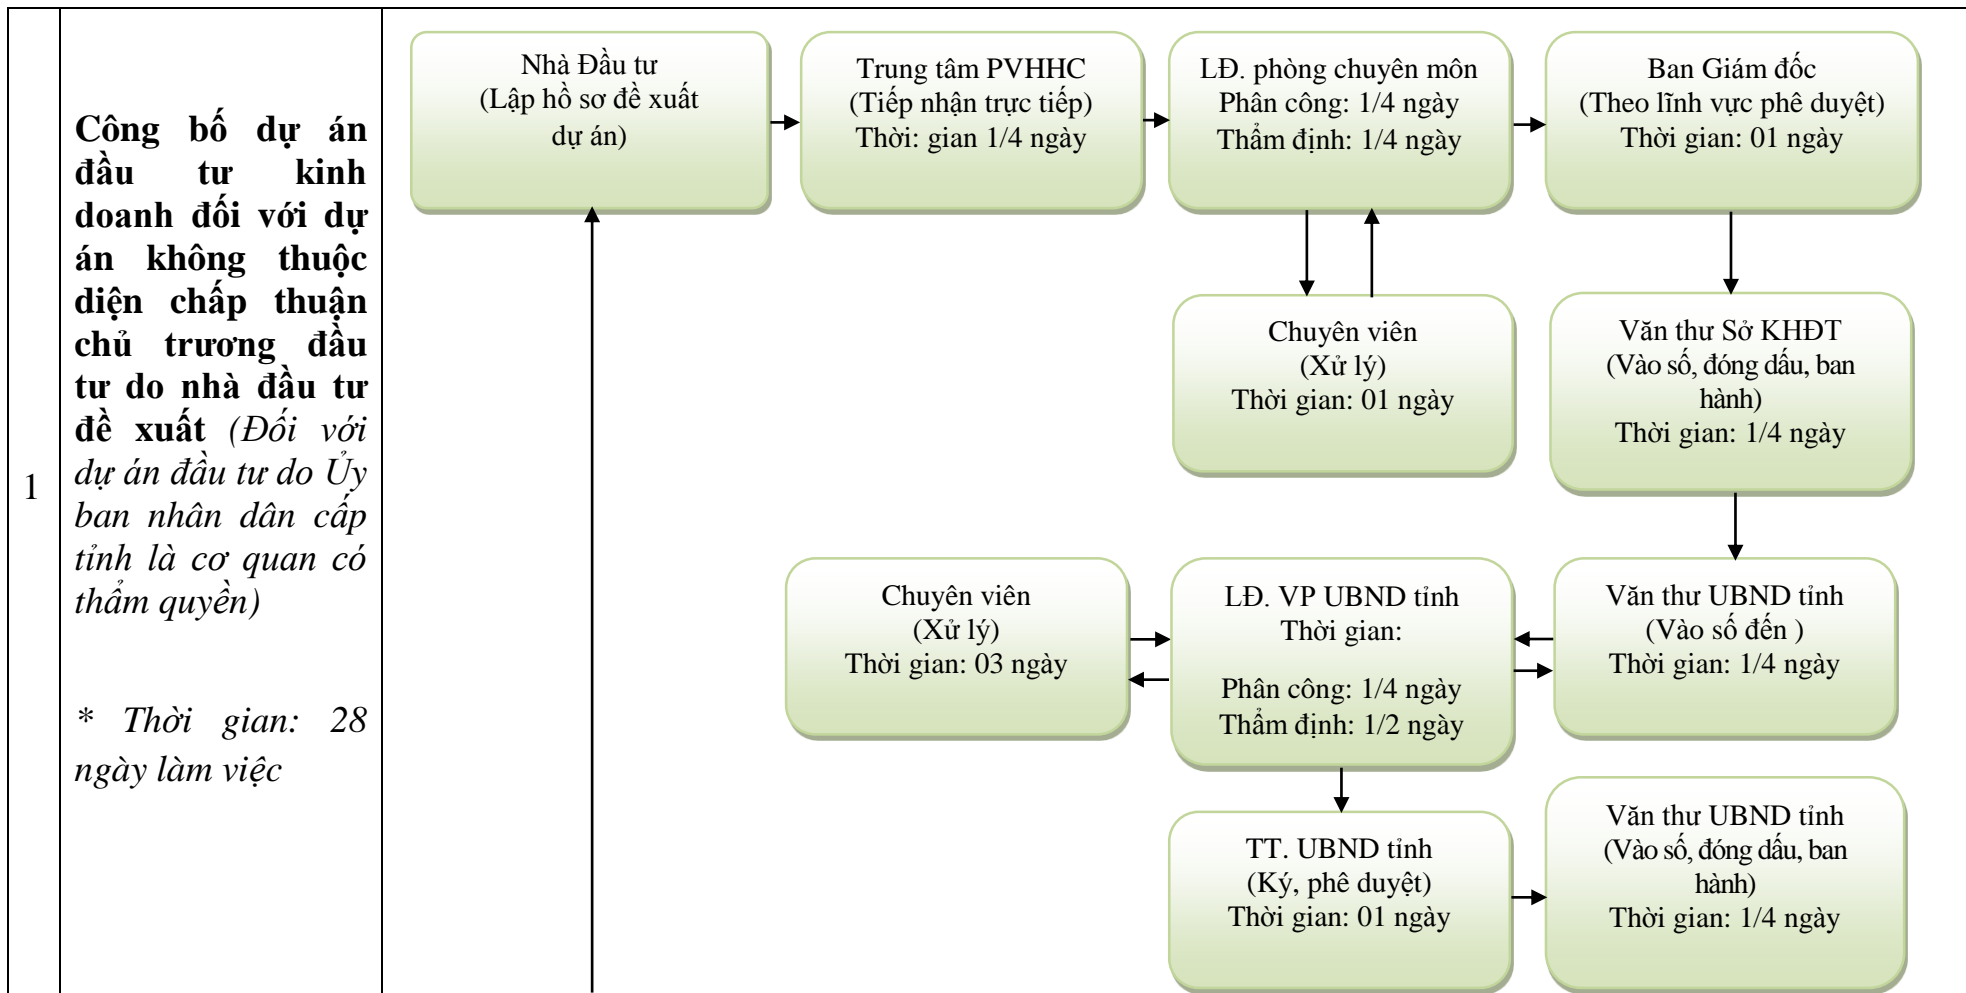 1
Công bố dự án
đầu tư kinh
doanh đối với dự
án không thuộc
diện chấp thuận
chủ trương đầu
tư do nhà đầu tư
đề xuất (Đối với
dự án đầu tư do Ủy
ban nhân dân cấp
tỉnh là cơ quan có
thẩm quyền)
* Thời gian: 28
ngày làm việc
Nhà Đầu tư
(Lập hồ sơ đề xuất
dự án)
Trung tâm PVHHC
(Tiếp nhận trực tiếp)
Thời: gian 1/4 ngày
LĐ. phòng chuyên môn
Phân công: 1/4 ngày
Thẩm định: 1/4 ngày
Ban Giám đốc
(Theo lĩnh vực phê duyệt)
Thời gian: 01 ngày
Chuyên viên
(Xử lý)
Thời gian: 01 ngày
Văn thư Sở KHĐT
(Vào số, đóng dấu, ban
hành)
Thời gian: 1/4 ngày
Chuyên viên
(Xử lý)
Thời gian: 03 ngày
LĐ. VP UBND tỉnh
Thời gian:
Phân công: 1/4 ngày
Thẩm định: 1/2 ngày
Văn thư UBND tỉnh
(Vào số đến )
Thời gian: 1/4 ngày
TT. UBND tỉnh
(Ký, phê duyệt)
Thời gian: 01 ngày
Văn thư UBND tỉnh
(Vào số, đóng dấu, ban
hành)
Thời gian: 1/4 ngày